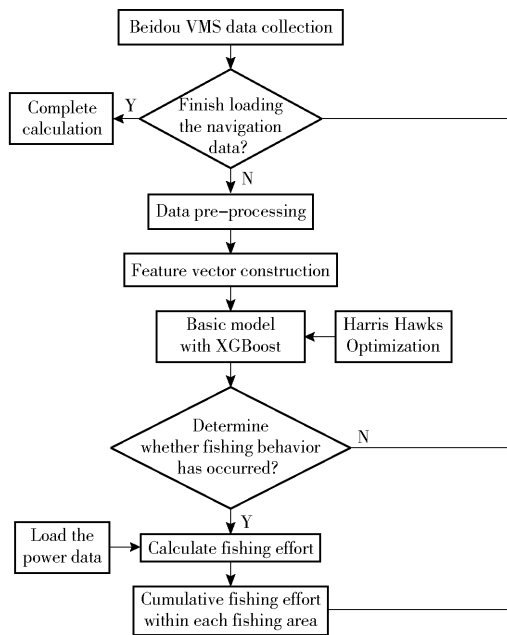 Beidou VMS data collection
Finish loading
the navigation
data?
Y
Complete
calculation
N
Data pre-processing
Feature vector construction
Basic model
with XGBoost
Harris Hawks
Optimization
Determine
whether fishing behavior
has occurred?
N
Y
Load the
power data
Calculate fishing effort
Cumulative fishing effort
within each fishing area